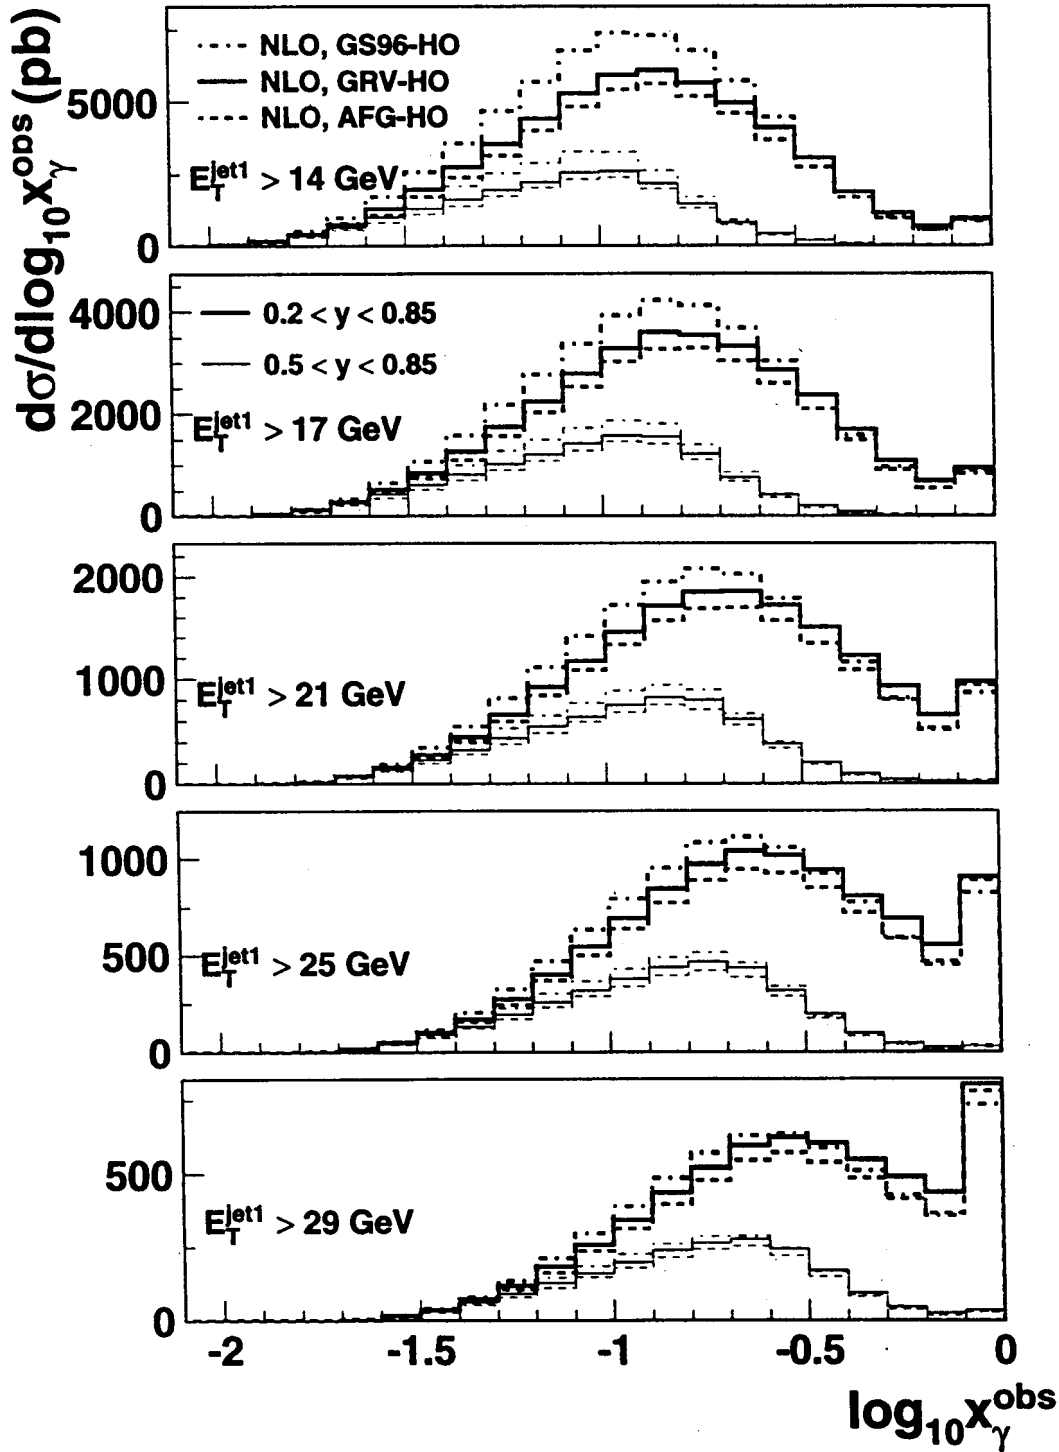 dσ/dlog₁₀xγ^obs (pb)
NLO, GS96-HO
NLO, GRV-HO
NLO, AFG-HO
5000
E_T^jet1 > 14 GeV
0
4000
0.2 < y < 0.85
0.5 < y < 0.85
2000
E_T^jet1 > 17 GeV
0
2000
1000
E_T^jet1 > 21 GeV
0
1000
500
E_T^jet1 > 25 GeV
0
500
E_T^jet1 > 29 GeV
0
-2 -1.5 -1 -0.5 0
log₁₀xγ^obs